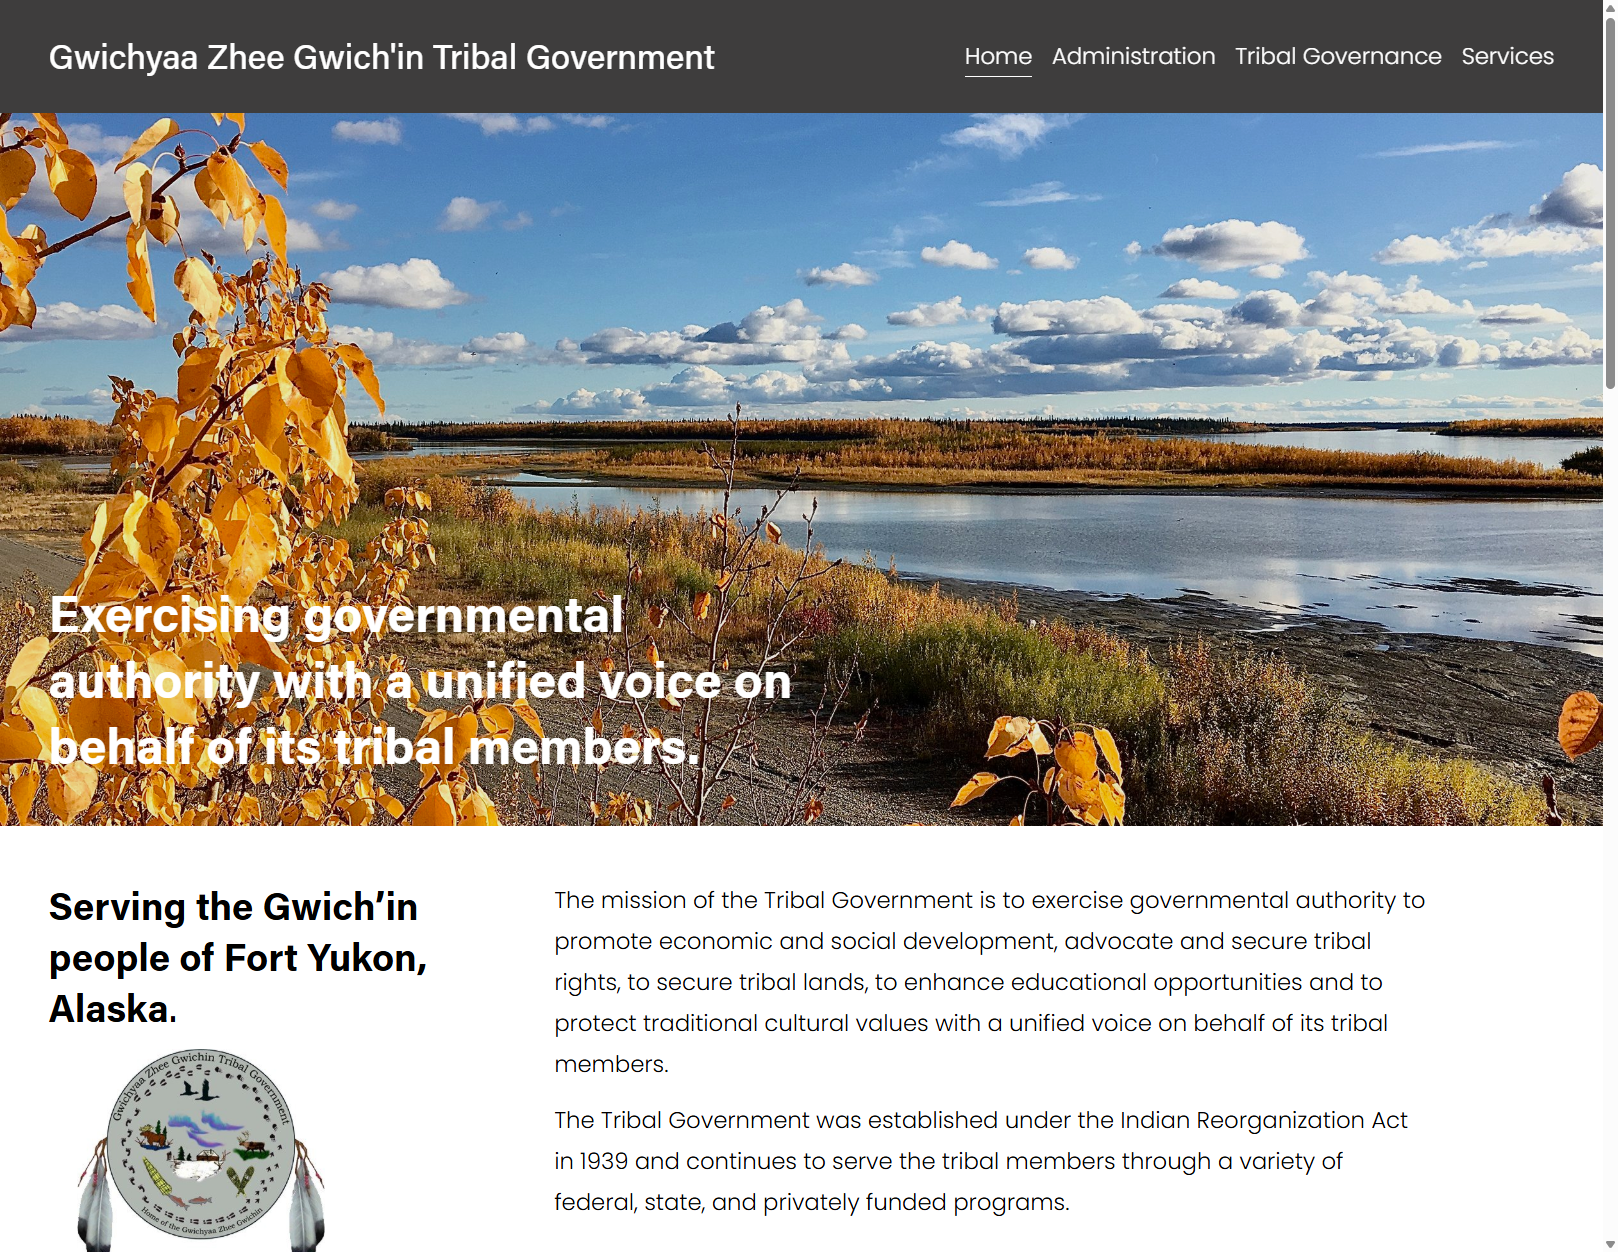 Gwichyaa Zhee Gwich'in Tribal Government
Home Administration Tribal Governance Services
Exercising governmental
authority with a unified voice on
behalf of its tribal members.
Serving the Gwich’in
people of Fort Yukon,
Alaska.
Gwichyaa Zhee Gwichin Tribal Government
Home of the Gwichyaa Zhee Gwichin
The mission of the Tribal Government is to exercise governmental authority to
promote economic and social development, advocate and secure tribal
rights, to secure tribal lands, to enhance educational opportunities and to
protect traditional cultural values with a unified voice on behalf of its tribal
members.
The Tribal Government was established under the Indian Reorganization Act
in 1939 and continues to serve the tribal members through a variety of
federal, state, and privately funded programs.